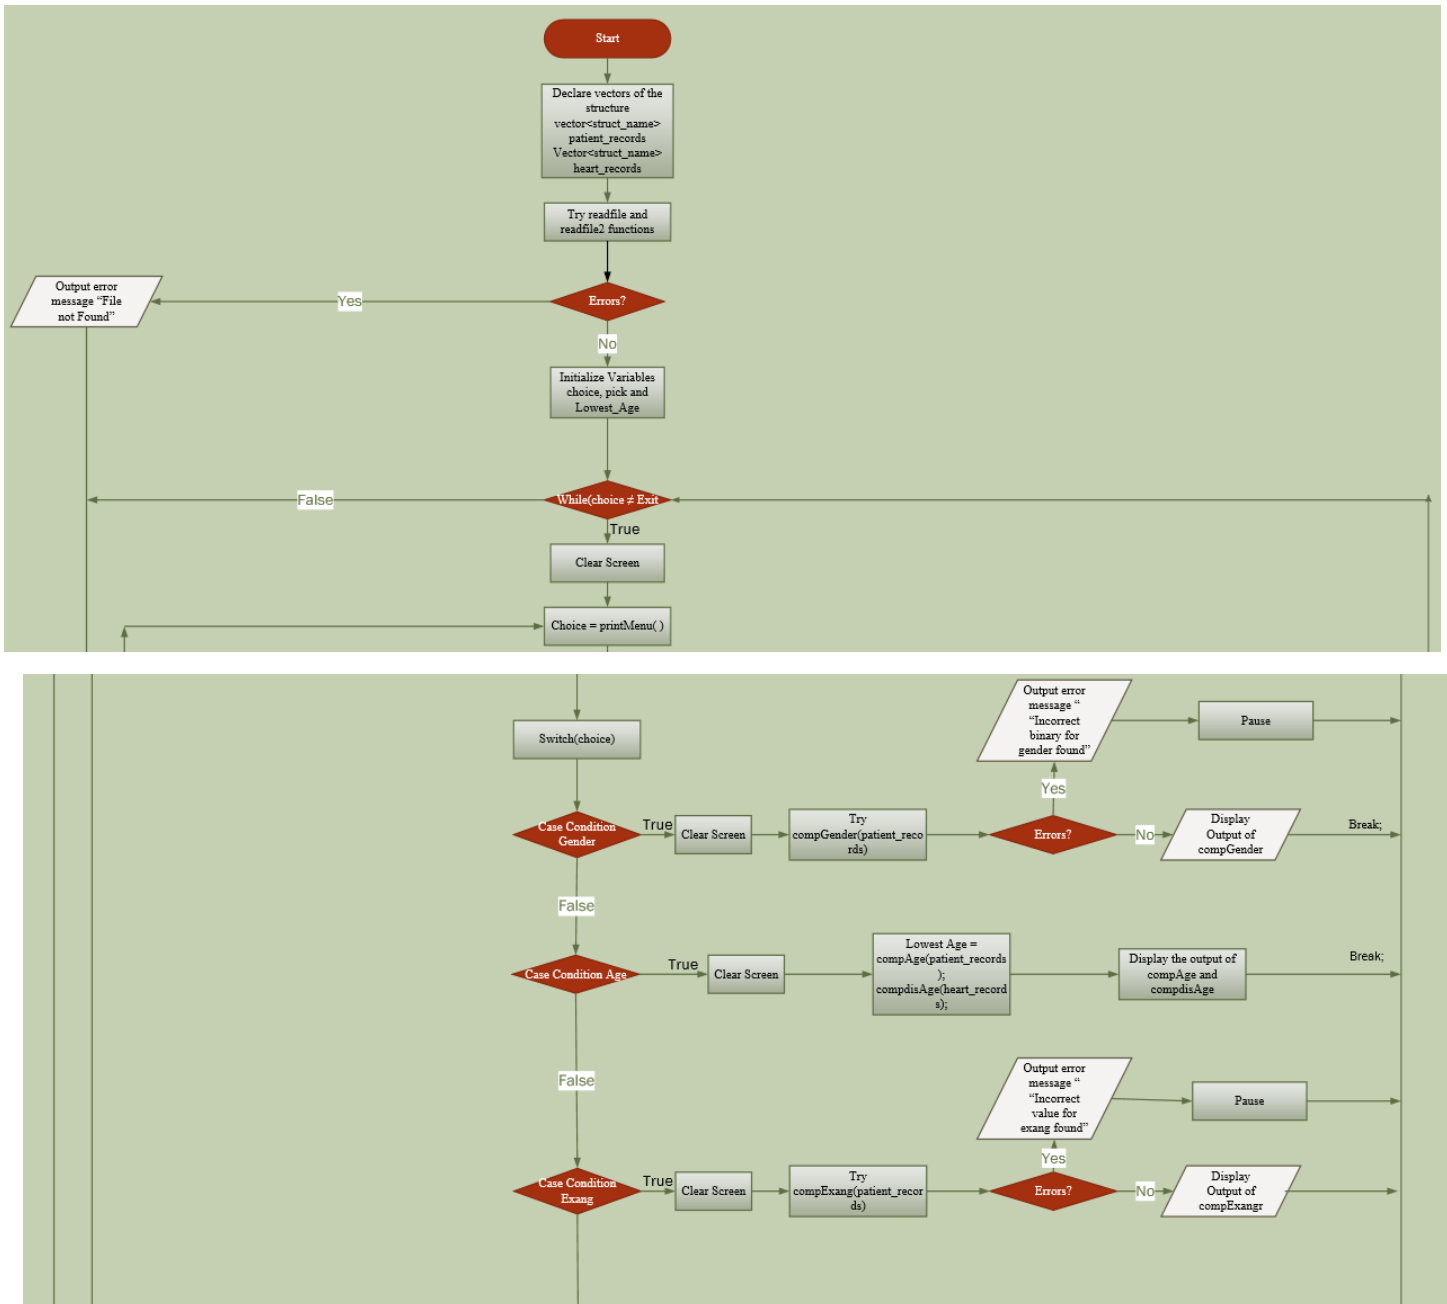 Start
Declare vectors of the
structure
vector<struct_name>
patient_records
Vector<struct_name>
heart_records
Try readfile and
readfile2 functions
Output error
message “File
not Found”
Yes
Errors?
No
Initialize Variables
choice, pick and
Lowest_Age
False
While(choice ≠ Exit
True
Clear Screen
Choice = printMenu( )
Switch(choice)
Output error
message “
“Incorrect
binary for
gender found”
Pause
Yes
Case Condition
Gender
True
Clear Screen
Try
compGender(patient_reco
rds)
Errors?
No
Display
Output of
compGender
Break;
False
Case Condition Age
True
Clear Screen
Lowest Age =
compAge(patient_records
);
compdisAge(heart_record
s);
Display the output of
compAge and
compdisAge
Break;
False
Output error
message “
“Incorrect
value for
exang found”
Pause
Yes
Case Condition
Exang
True
Clear Screen
Try
compExang(patient_recor
ds)
Errors?
No
Display
Output of
compExangr